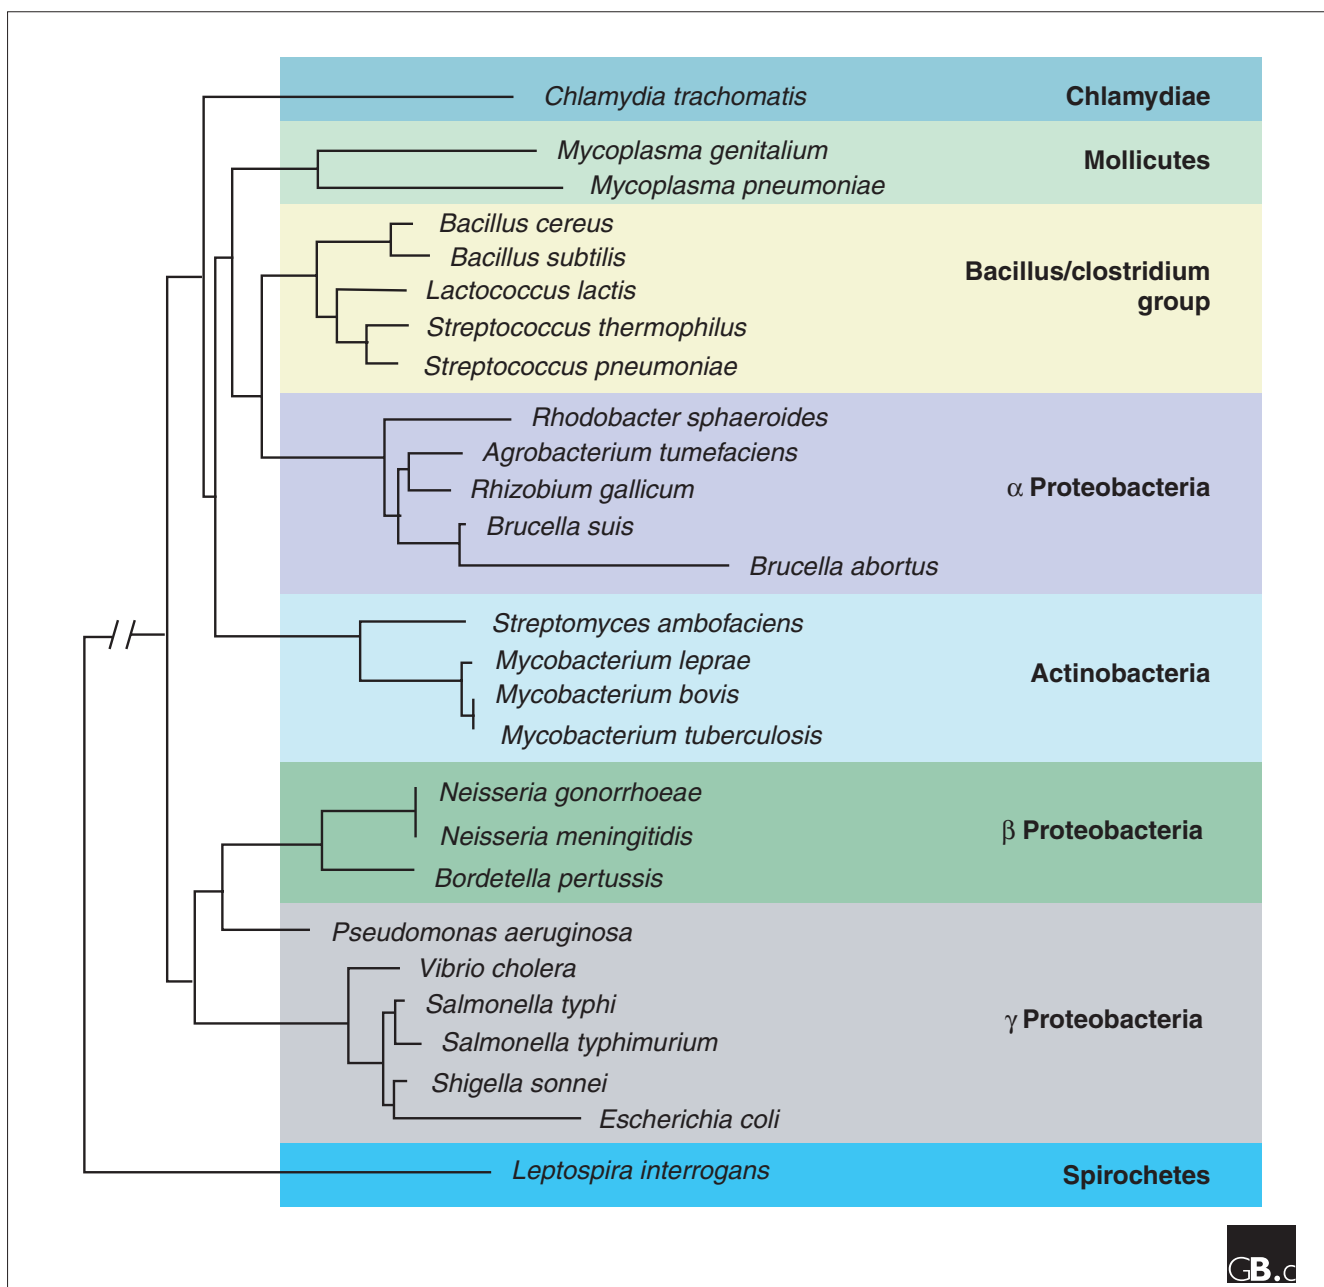 Chlamydia trachomatis Chlamydiae
Mycoplasma genitalium
Mollicutes
Mycoplasma pneumoniae
Bacillus cereus
Bacillus subtilis
Bacillus/clostridium
group
Lactococcus lactis
Streptococcus thermophilus
Streptococcus pneumoniae
Rhodobacter sphaeroides
Agrobacterium tumefaciens
Rhizobium gallicum
α Proteobacteria
Brucella suis
Brucella abortus
Streptomyces ambofaciens
Mycobacterium leprae
Actinobacteria
Mycobacterium bovis
Mycobacterium tuberculosis
Neisseria gonorrhoeae
Neisseria meningitidis
β Proteobacteria
Bordetella pertussis
Pseudomonas aeruginosa
Vibrio cholera
Salmonella typhi
γ Proteobacteria
Salmonella typhimurium
Shigella sonnei
Escherichia coli
Leptospira interrogans
Spirochetes
GB.c